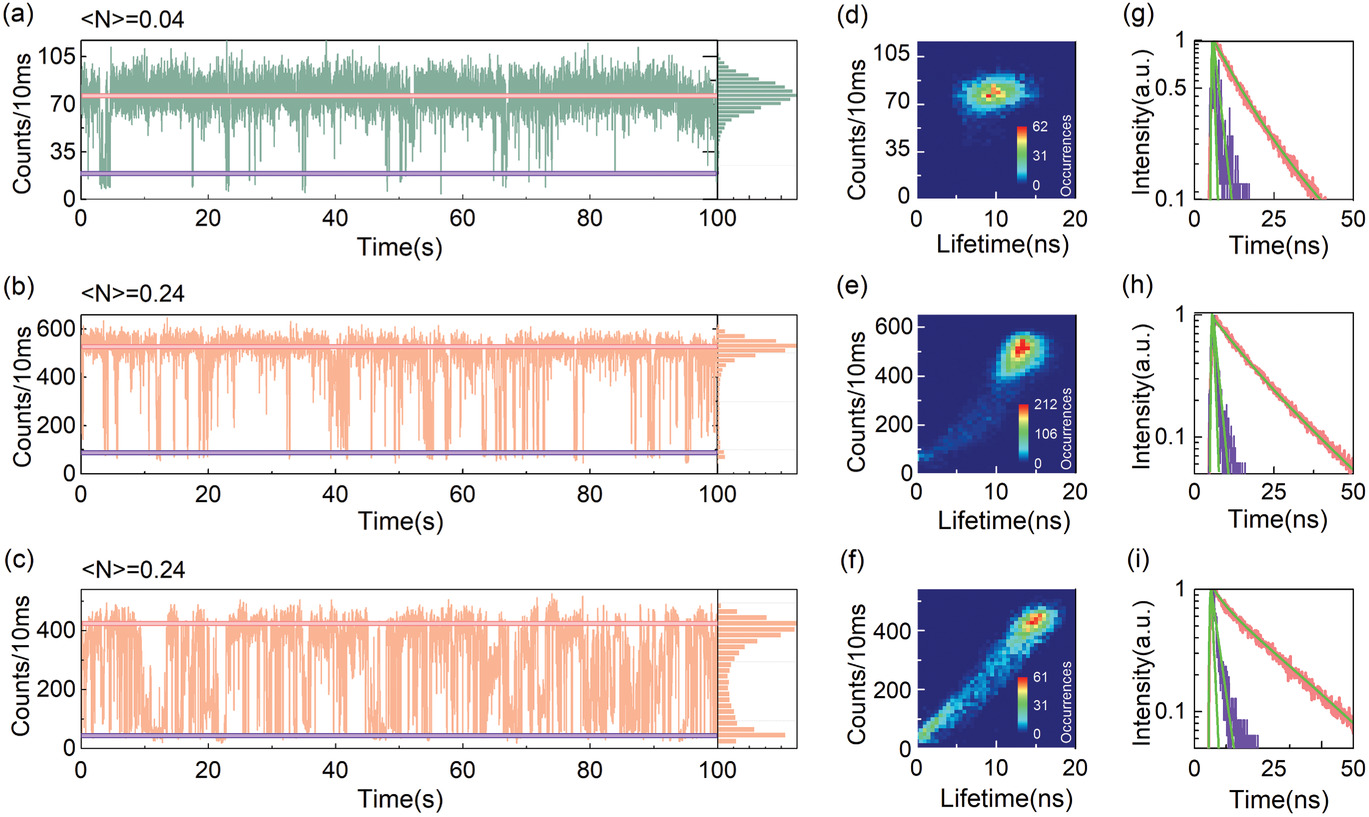 (a) <N>=0.04
105
70
35
0
Counts/10ms
0 20 40 60 80 100
Time(s)
(d)
105
70
35
0
Counts/10ms
62
31
0
Occurrences
0 10 20
Lifetime(ns)
(g)
1
0.5
0.1
Intensity(a.u.)
0 25 50
Time(ns)
(b) <N>=0.24
600
400
200
0
Counts/10ms
0 20 40 60 80 100
Time(s)
(e)
600
400
200
0
Counts/10ms
212
106
0
Occurrences
0 10 20
Lifetime(ns)
(h)
1
0.1
Intensity(a.u.)
0 25 50
Time(ns)
(c) <N>=0.24
400
200
0
Counts/10ms
0 20 40 60 80 100
Time(s)
(f)
400
200
0
Counts/10ms
61
31
0
Occurrences
0 10 20
Lifetime(ns)
(i)
1
0.1
Intensity(a.u.)
0 25 50
Time(ns)